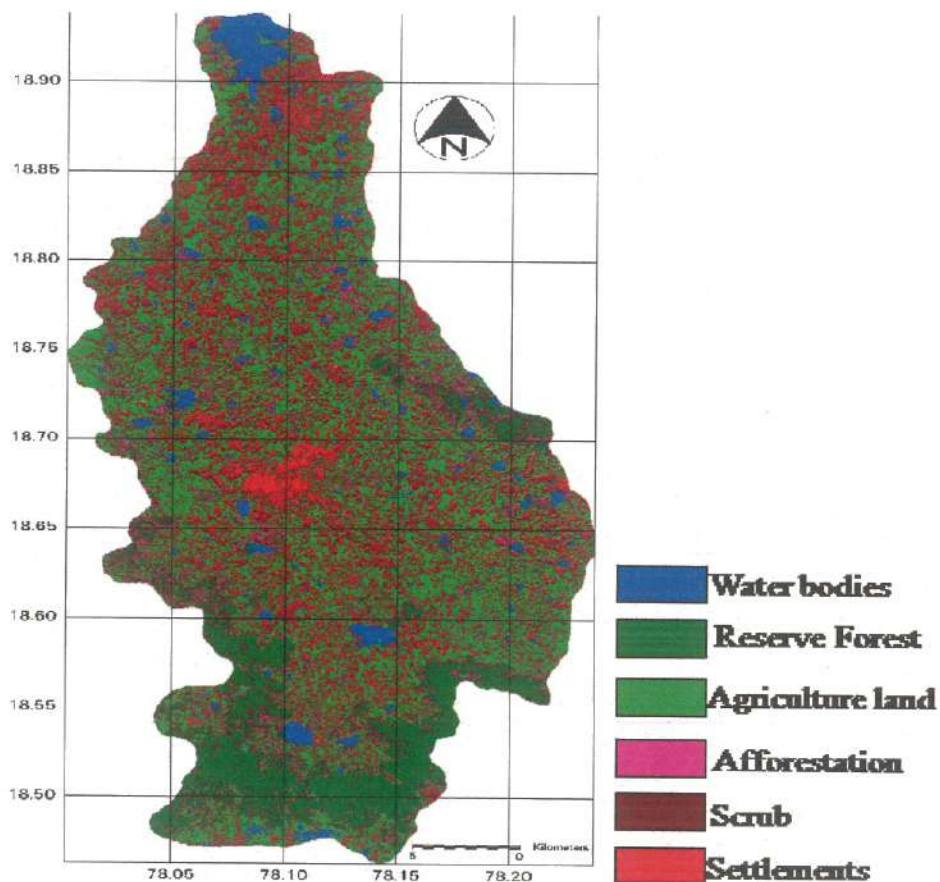 18.90
N
18.85
18.80
18.75
18.70
18.65
18.60
18.55
18.50
5 0 Kilometers
78.05 78.10 78.15 78.20
Water bodies
Reserve Forest
Agriculture land
Afforestation
Scrub
Settlements